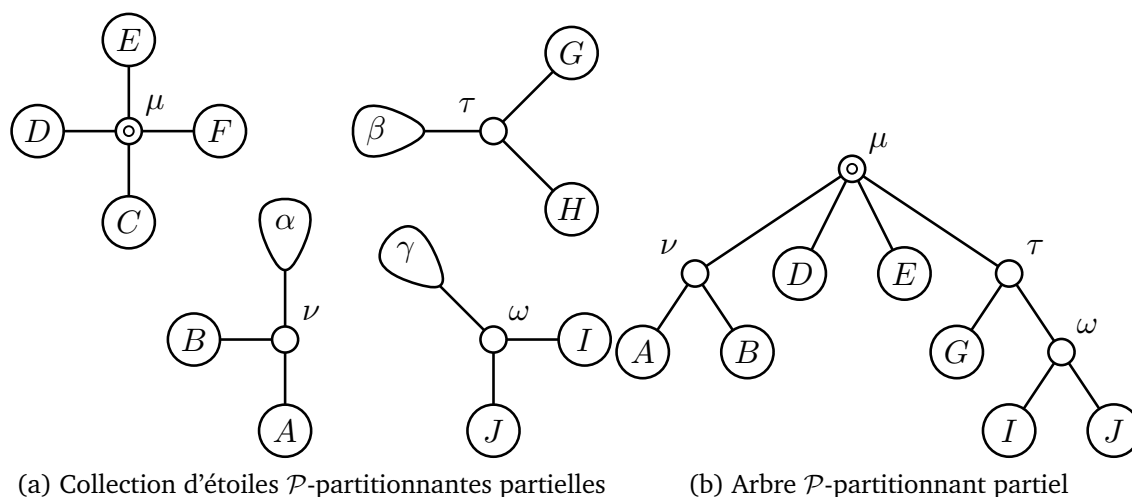 E
μ
D
F
C
τ
G
β
H
α
ν
B
A
γ
ω
I
J
μ
ν
D
E
τ
A
B
G
ω
I
J
(a) Collection d'étoiles 𝒫-partitionnantes partielles
(b) Arbre 𝒫-partitionnant partiel